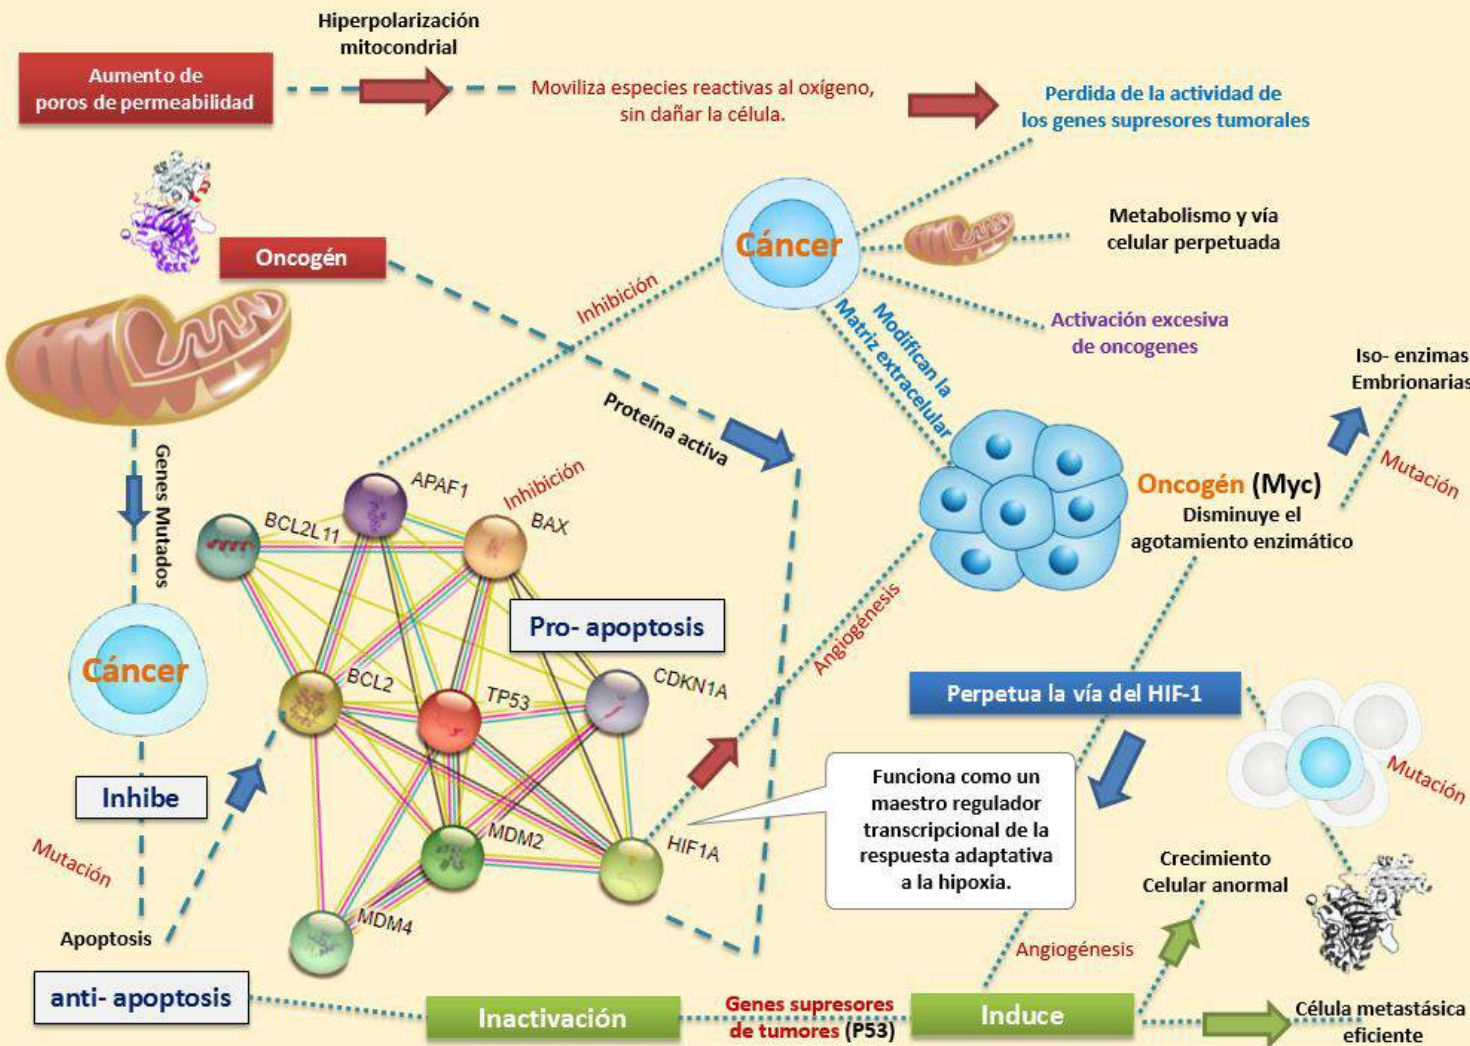 Hiperpolarización
mitocondrial
Aumento de
poros de permeabilidad
Moviliza especies reactivas al oxígeno,
sin dañar la célula.
Perdida de la actividad de
los genes supresores tumorales
Oncogén
Cáncer
Metabolismo y vía
celular perpetuada
Activación excesiva
de oncogenes
Inhibición
Modifican la
Matriz extracelular
Iso- enzimas
Embrionarias
Mutación
Proteína activa
Genes Mutados
Oncogén (Myc)
Disminuye el
agotamiento enzimático
APAF1
Inhibición
BCL2L11
BAX
Pro- apoptosis
Angiogénesis
Cáncer
BCL2
TP53
CDKN1A
Perpetua la vía del HIF-1
Mutación
Inhibe
Funciona como un
maestro regulador
transcripcional de la
respuesta adaptativa
a la hipoxia.
MDM2
HIF1A
Mutación
Crecimiento
Celular anormal
MDM4
Apoptosis
Angiogénesis
anti- apoptosis
Inactivación
Genes supresores
de tumores (P53)
Induce
Célula metastásica
eficiente